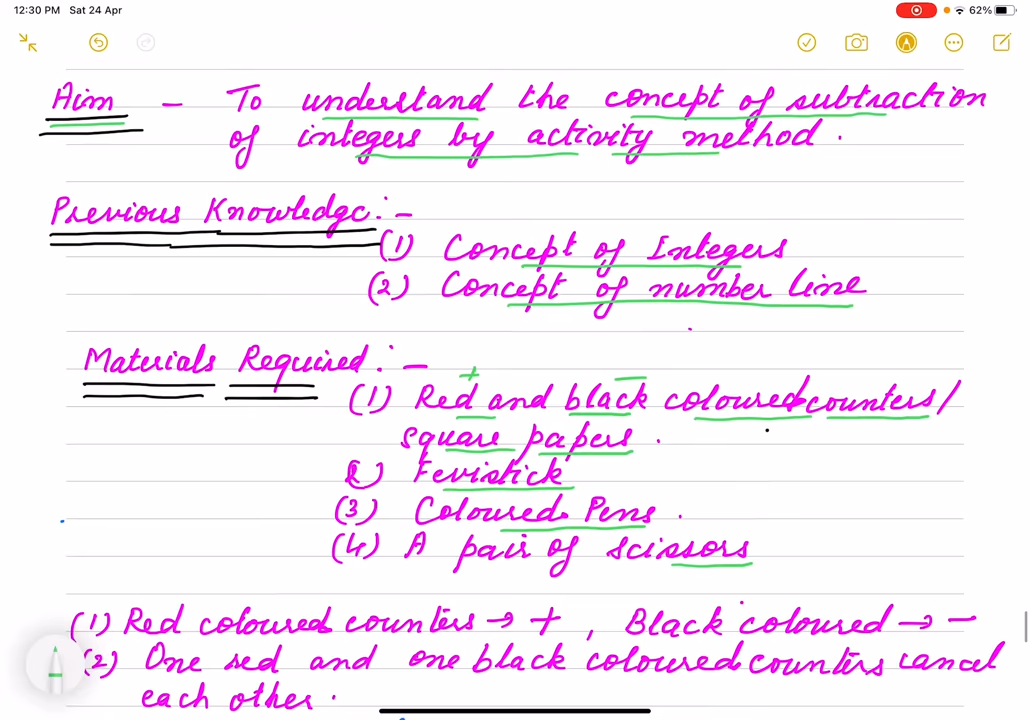 12:30 PM Sat 24 Apr
62%
Aim - To understand the concept of subtraction
of integers by activity method.
Previous Knowledge:-
(1) Concept of Integers
(2) Concept of number line
Materials Required:-
+ -
(1) Red and black coloured counters/
square papers.
2) Fevistick
(3) Coloured Pens.
(4) A pair of scissors
(1) Red coloured counters → +, Black coloured → -
(2) One red and one black coloured counters cancel
each other.